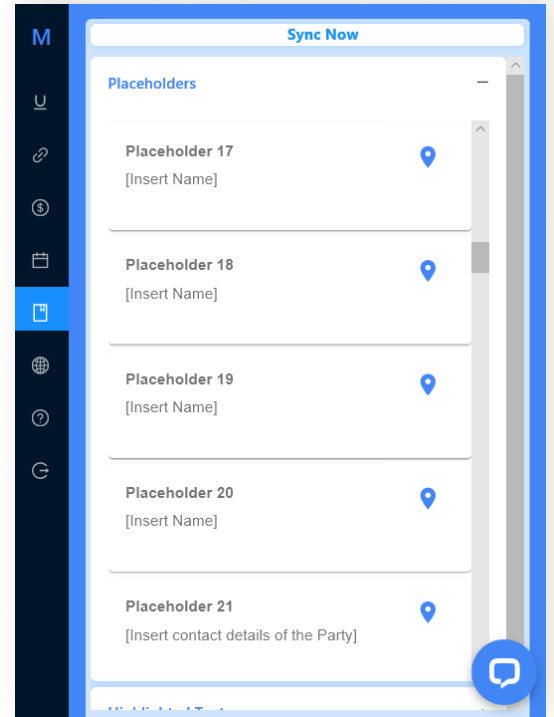 M
Sync Now
Placeholders
Placeholder 17
[Insert Name]
Placeholder 18
[Insert Name]
Placeholder 19
[Insert Name]
Placeholder 20
[Insert Name]
Placeholder 21
[Insert contact details of the Party]